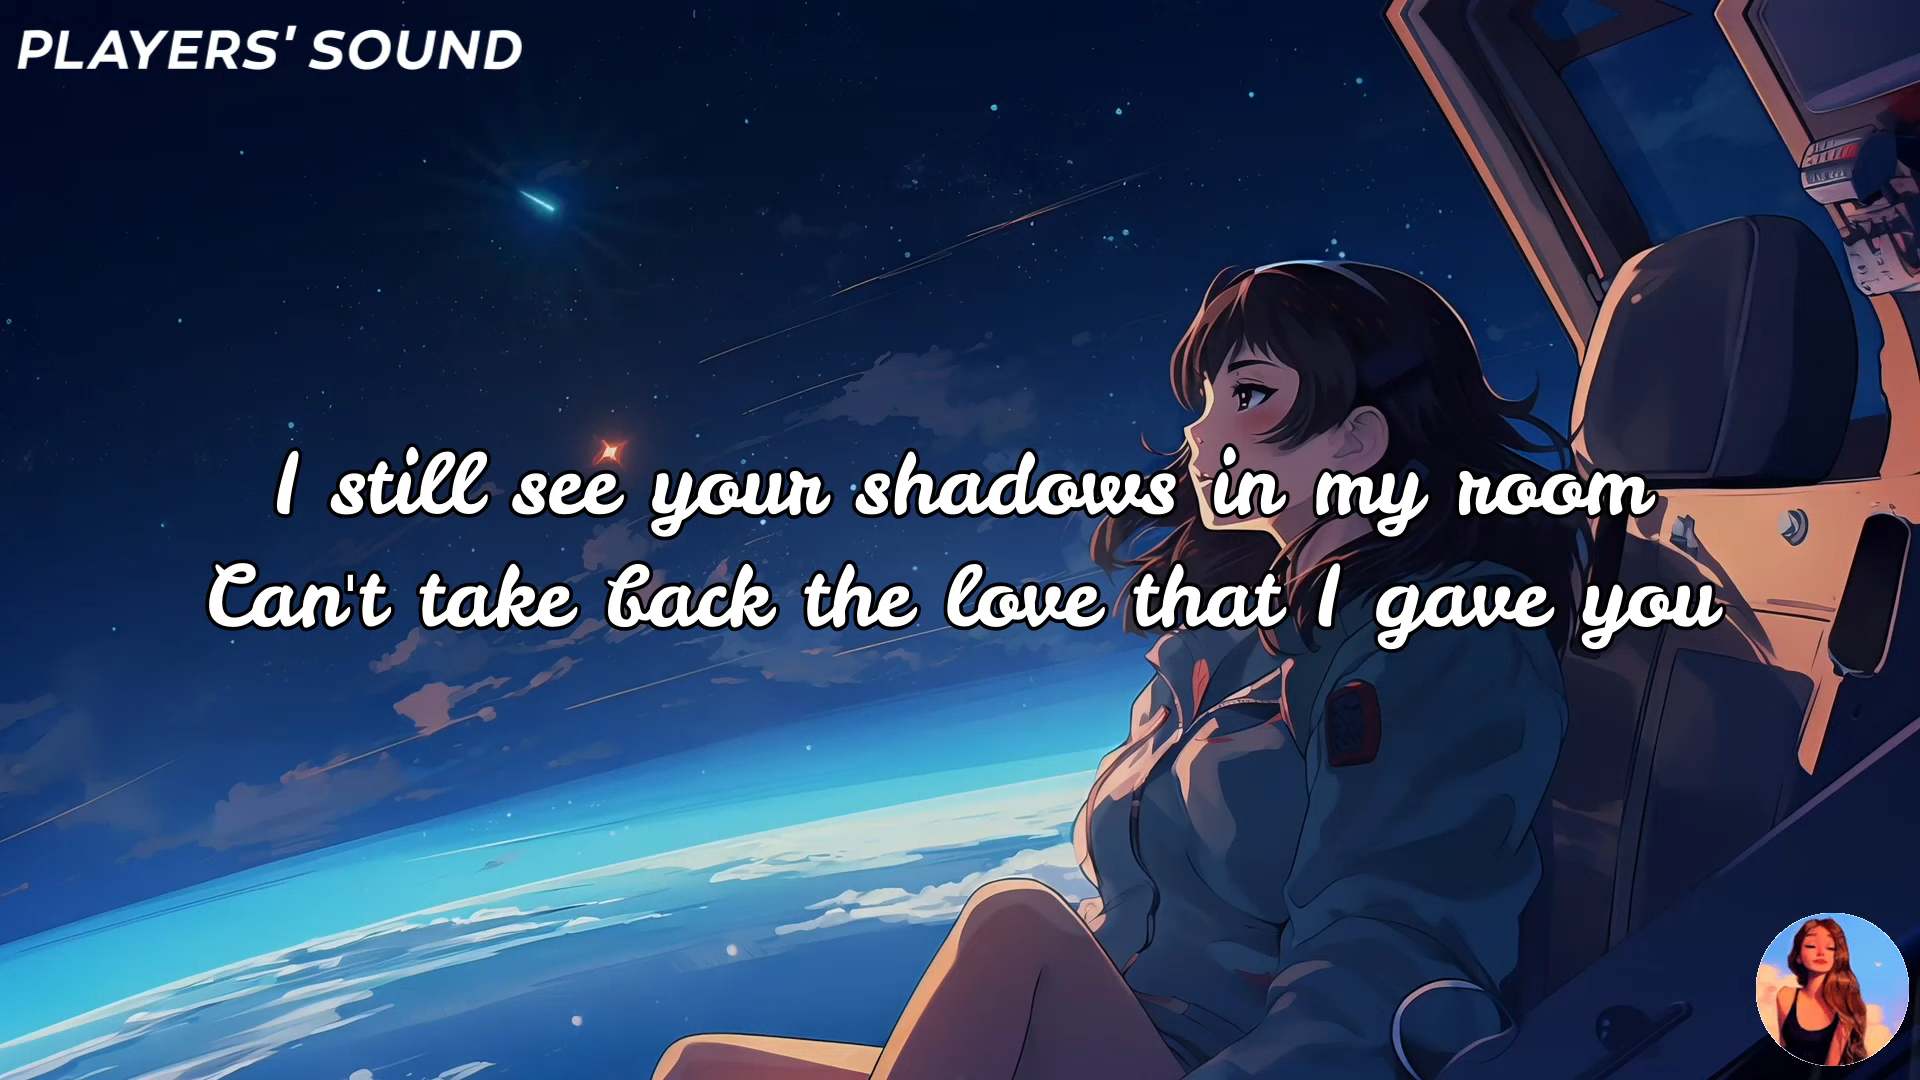 PLAYERS' SOUND
I still see your shadows in my room
Can't take back the love that I gave you